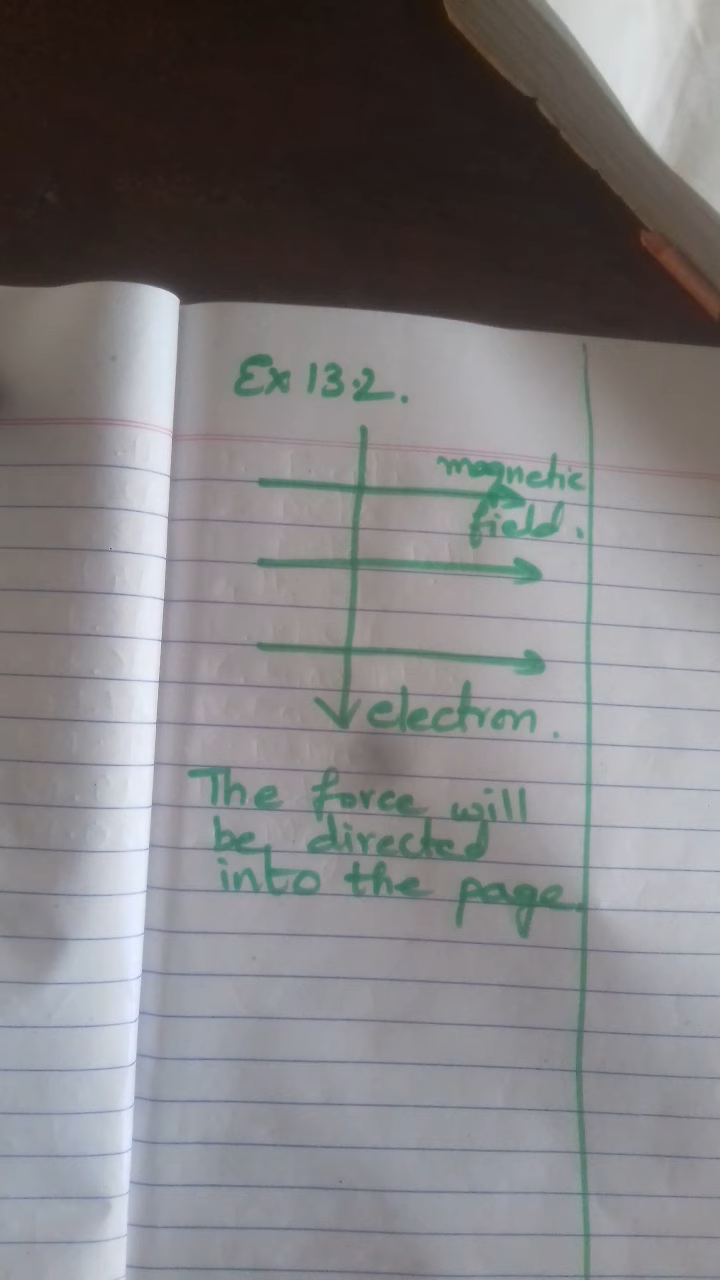 Ex 13.2.
magnetic
field.
electron.
The force will
be directed
into the page.